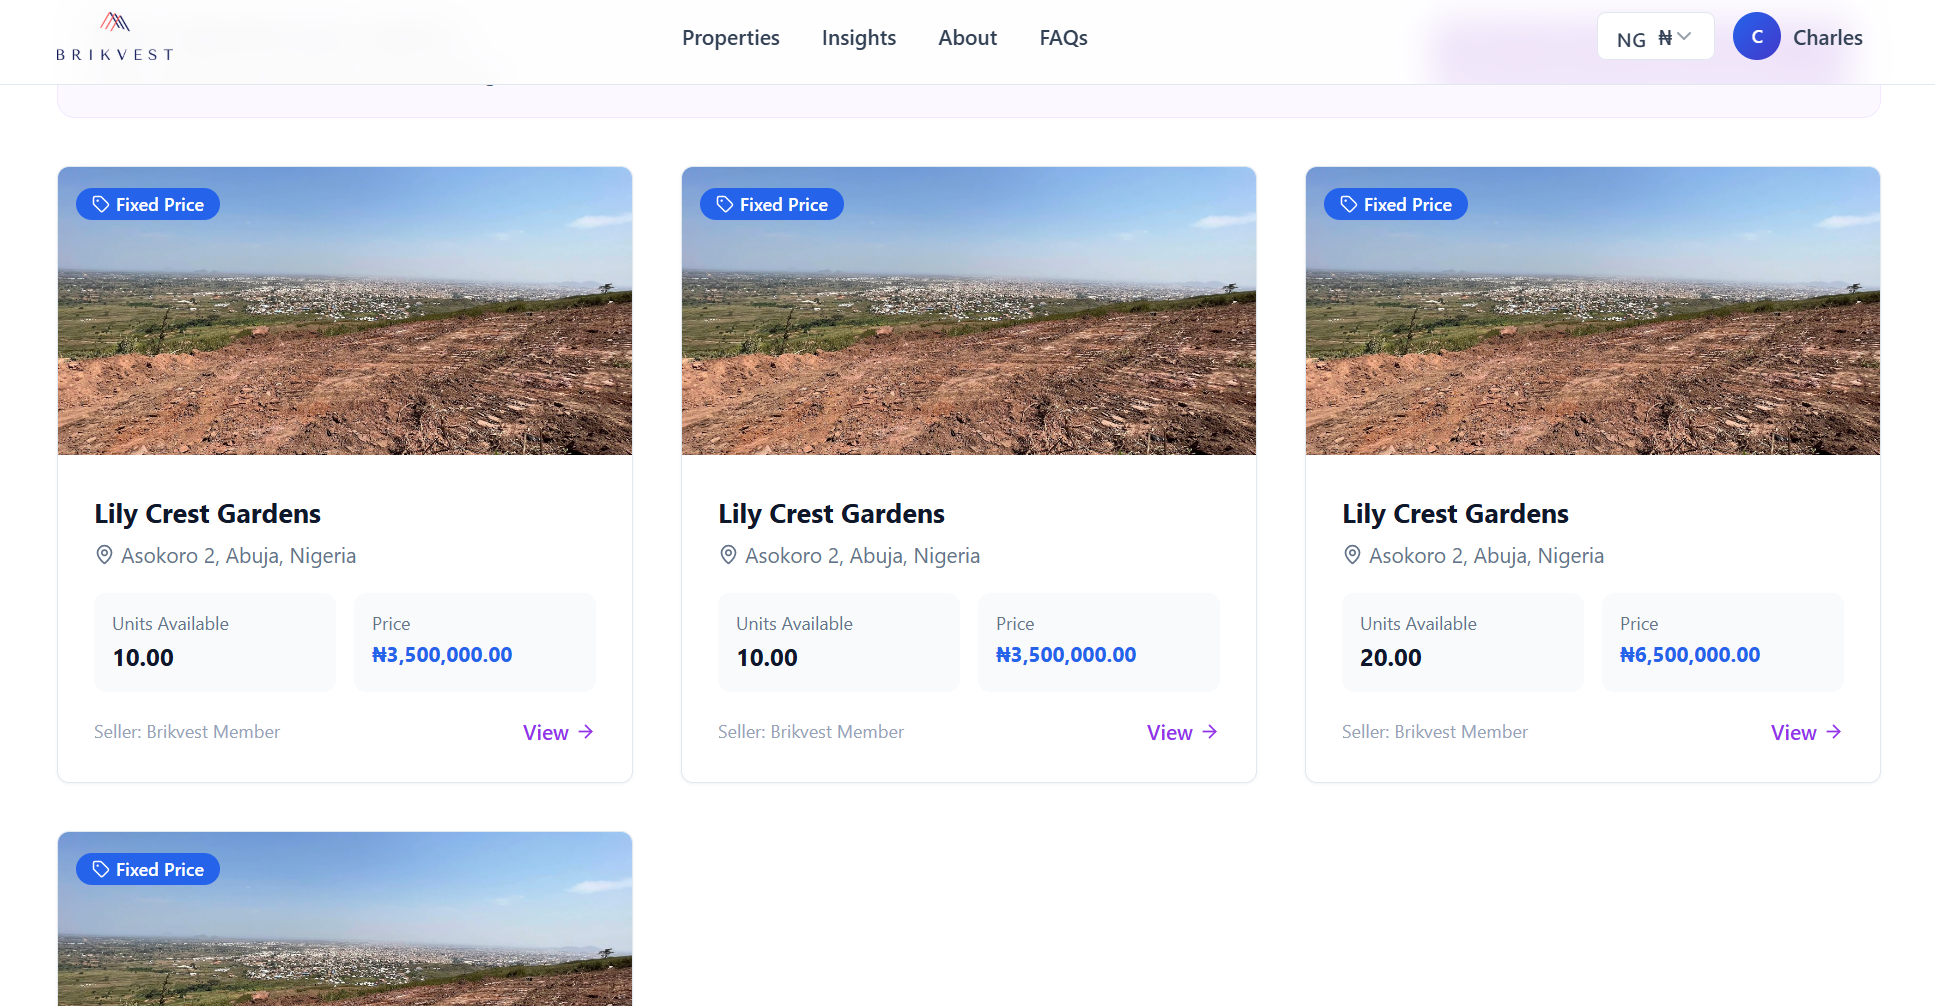 BRIKVEST
Properties
Insights
About
FAQs
NG ₦
C
Charles
Fixed Price
Lily Crest Gardens
Asokoro 2, Abuja, Nigeria
Units Available
10.00
Price
₦3,500,000.00
Seller: Brikvest Member
View →
Fixed Price
Lily Crest Gardens
Asokoro 2, Abuja, Nigeria
Units Available
10.00
Price
₦3,500,000.00
Seller: Brikvest Member
View →
Fixed Price
Lily Crest Gardens
Asokoro 2, Abuja, Nigeria
Units Available
20.00
Price
₦6,500,000.00
Seller: Brikvest Member
View →
Fixed Price